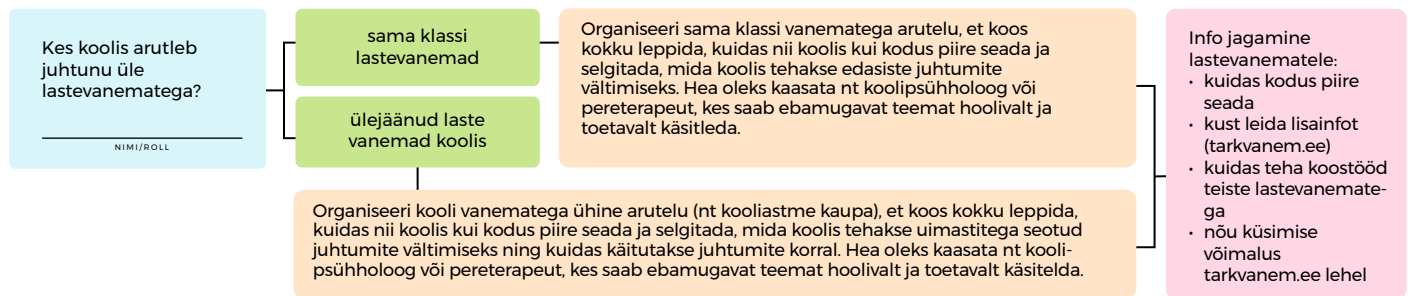 Kes koolis arutleb
juhtunu üle
lastevanematega?
NIMI/ROLL
sama klassi
lastevanemad
ülejäänud laste
vanemad koolis
Organiseeri sama klassi vanematega arutelu, et koos
kokku leppida, kuidas nii koolis kui kodus piire seada ja
selgitada, mida koolis tehakse edasiste juhtumite
vältimiseks. Hea oleks kaasata nt koolipsühholoog või
pereterapeut, kes saab ebamugavat teemat hoolivalt ja
toetavalt käsitleda.
Organiseeri kooli vanematega ühine arutelu (nt kooliastme kaupa), et koos kokku leppida,
kuidas nii koolis kui kodus piire seada ja selgitada, mida koolis tehakse uimastitega seotud
juhtumite vältimiseks ning kuidas käitutakse juhtumite korral. Hea oleks kaasata nt kooli-
psühholoog või pereterapeut, kes saab ebamugavat teemat hoolivalt ja toetavalt käsitelda.
Info jagamine
lastevanematele:
• kuidas kodus piire
seada
• kust leida lisainfot
(tarkvanem.ee)
• kuidas teha koostööd
teiste lastevanemate-
ga
• nõu küsimise
võimalus
tarkvanem.ee lehel